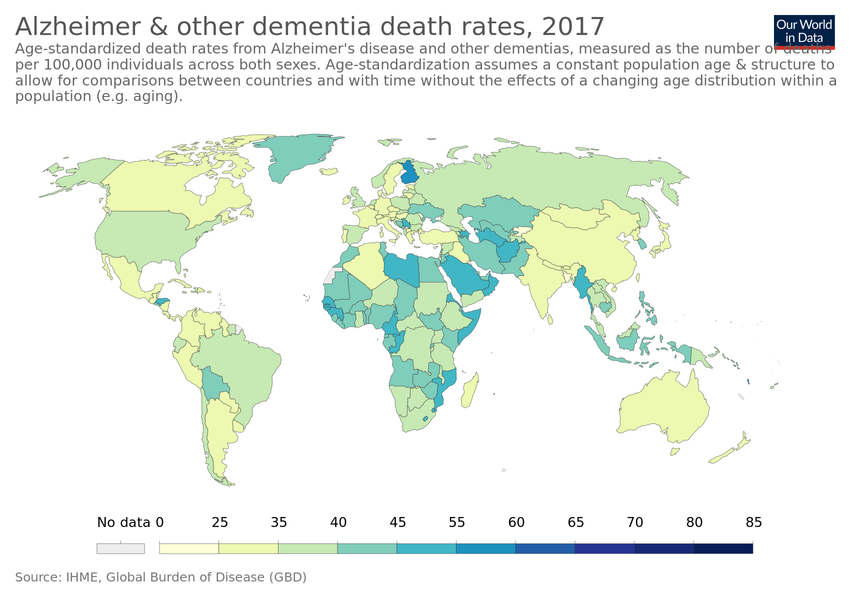 Alzheimer & other dementia death rates, 2017
Our World
in Data
Age-standardized death rates from Alzheimer's disease and other dementias, measured as the number of deaths
per 100,000 individuals across both sexes. Age-standardization assumes a constant population age & structure to
allow for comparisons between countries and with time without the effects of a changing age distribution within a
population (e.g. aging).
No data 0 25 35 40 45 55 60 65 70 80 85
Source: IHME, Global Burden of Disease (GBD)